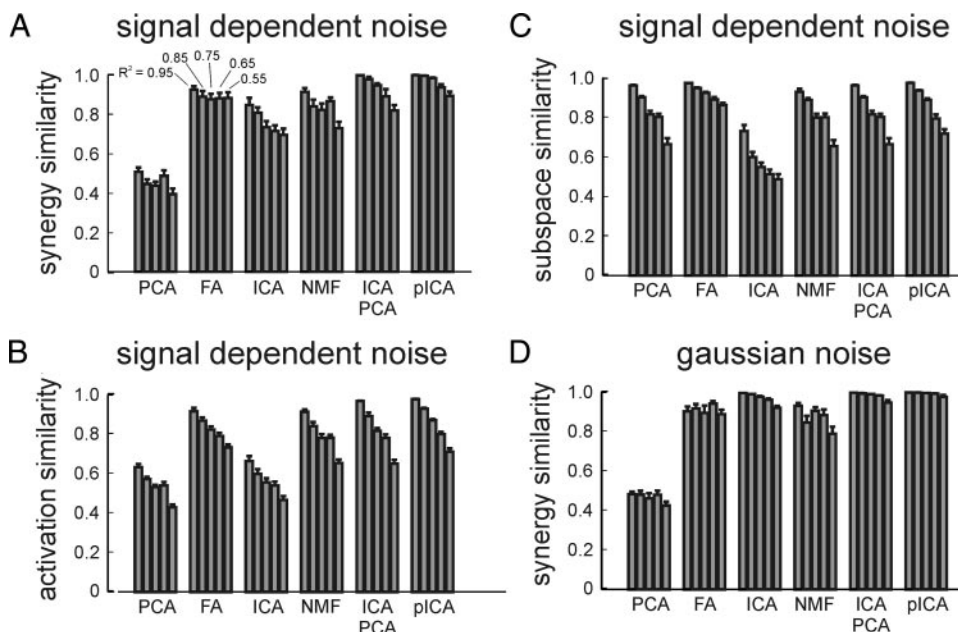 A
signal dependent noise
R² = 0.95
0.85
0.75
0.65
0.55
synergy similarity
1.0
0.8
0.6
0.4
0.2
0
PCA FA ICA NMF ICA PCA pICA
B
signal dependent noise
activation similarity
1.0
0.8
0.6
0.4
0.2
0
PCA FA ICA NMF ICA PCA pICA
C
signal dependent noise
subspace similarity
1.0
0.8
0.6
0.4
0.2
0
PCA FA ICA NMF ICA PCA pICA
D
gaussian noise
synergy similarity
1.0
0.8
0.6
0.4
0.2
0
PCA FA ICA NMF ICA PCA pICA